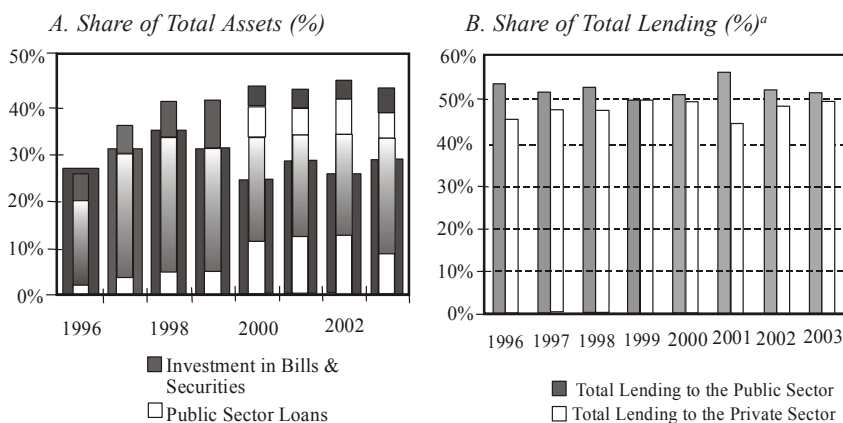 A. Share of Total Assets (%)
50%
40%
30%
20%
10%
0%
1996 1998 2000 2002
Investment in Bills &
Securities
Public Sector Loans
B. Share of Total Lending (%)ᵃ
60%
50%
40%
30%
20%
10%
0%
1996 1997 1998 1999 2000 2001 2002 2003
Total Lending to the Public Sector
Total Lending to the Private Sector